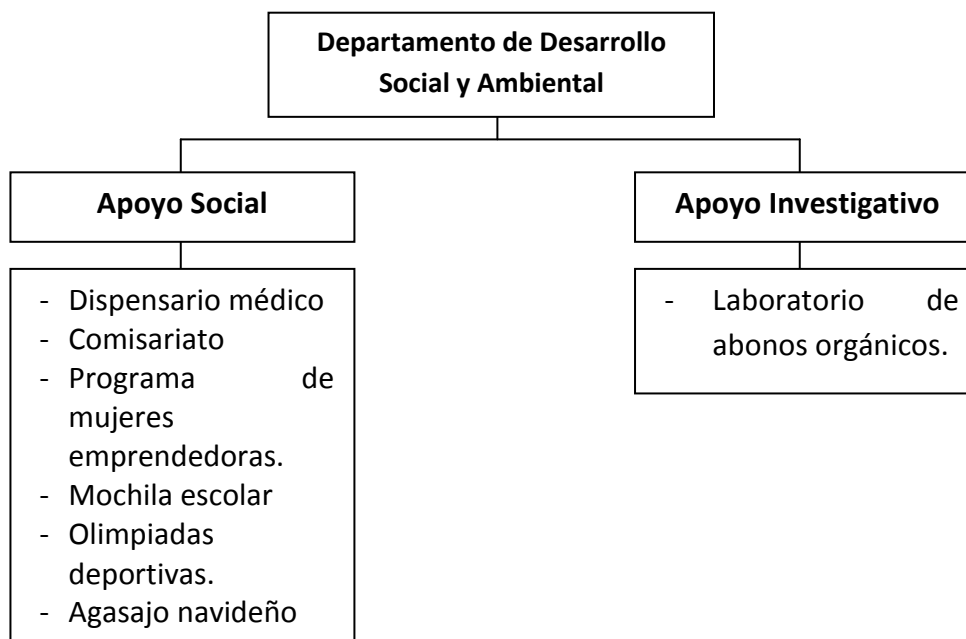 Departamento de Desarrollo
Social y Ambiental
Apoyo Social
Apoyo Investigativo
- Dispensario médico
- Comisariato
- Programa de
mujeres
emprendedoras.
- Mochila escolar
- Olimpiadas
deportivas.
- Agasajo navideño
- Laboratorio de
abonos orgánicos.